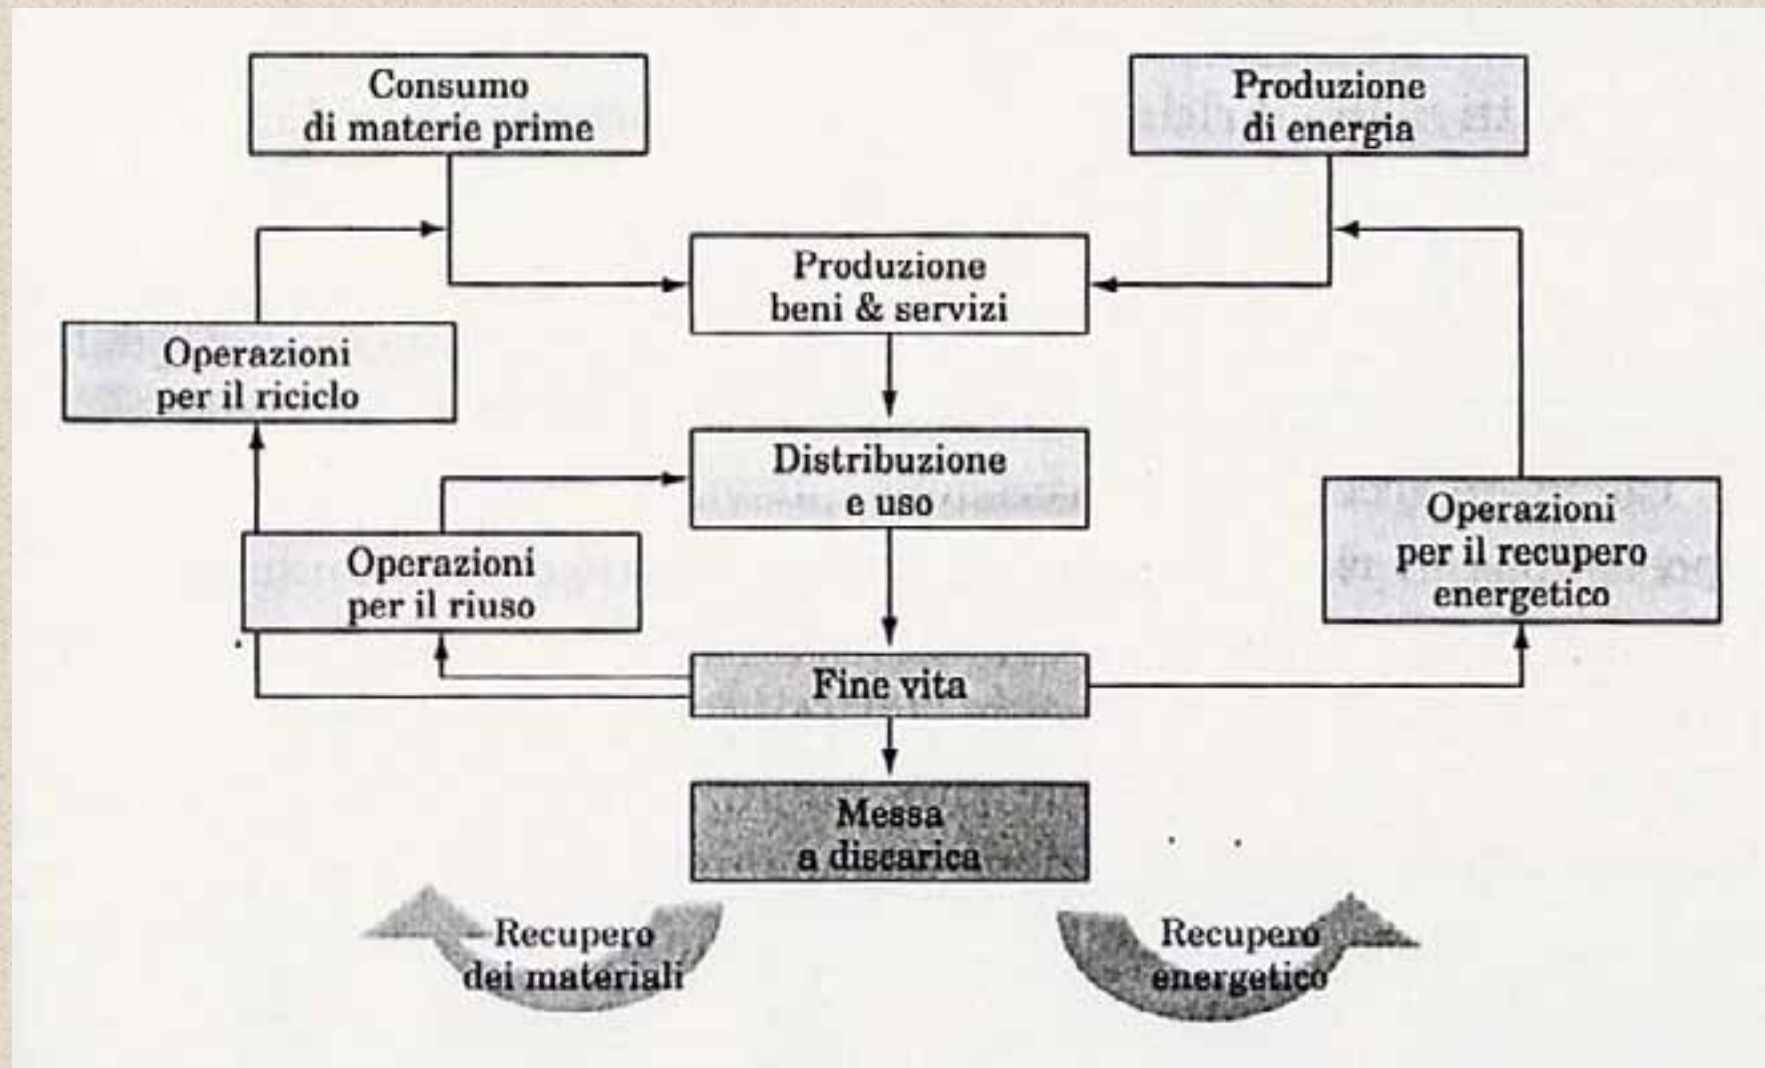 Consumo
di materie prime
Produzione
di energia
Produzione
beni & servizi
Operazioni
per il riciclo
Distribuzione
e uso
Operazioni
per il recupero
energetico
Operazioni
per il riuso
Fine vita
Messa
a discarica
Recupero
dei materiali
Recupero
energetico